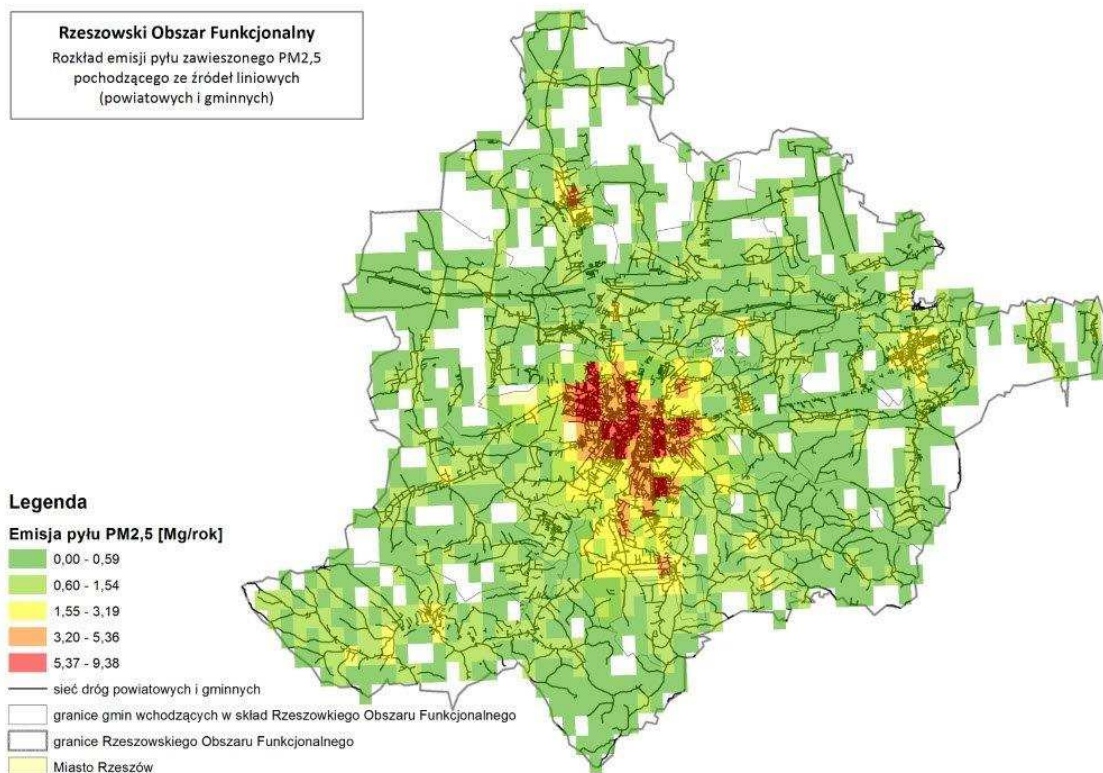 Rzeszowski Obszar Funkcjonalny
Rozkład emisji pyłu zawieszonego PM2,5
pochodzącego ze źródeł liniowych
(powiatowych i gminnych)
Legenda
Emisja pyłu PM2,5 [Mg/rok]
0,00 - 0,59
0,60 - 1,54
1,55 - 3,19
3,20 - 5,36
5,37 - 9,38
sieć dróg powiatowych i gminnych
granice gmin wchodzących w skład Rzeszowkiego Obszaru Funkcjonalnego
granice Rzeszowskiego Obszaru Funkcjonalnego
Miasto Rzeszów